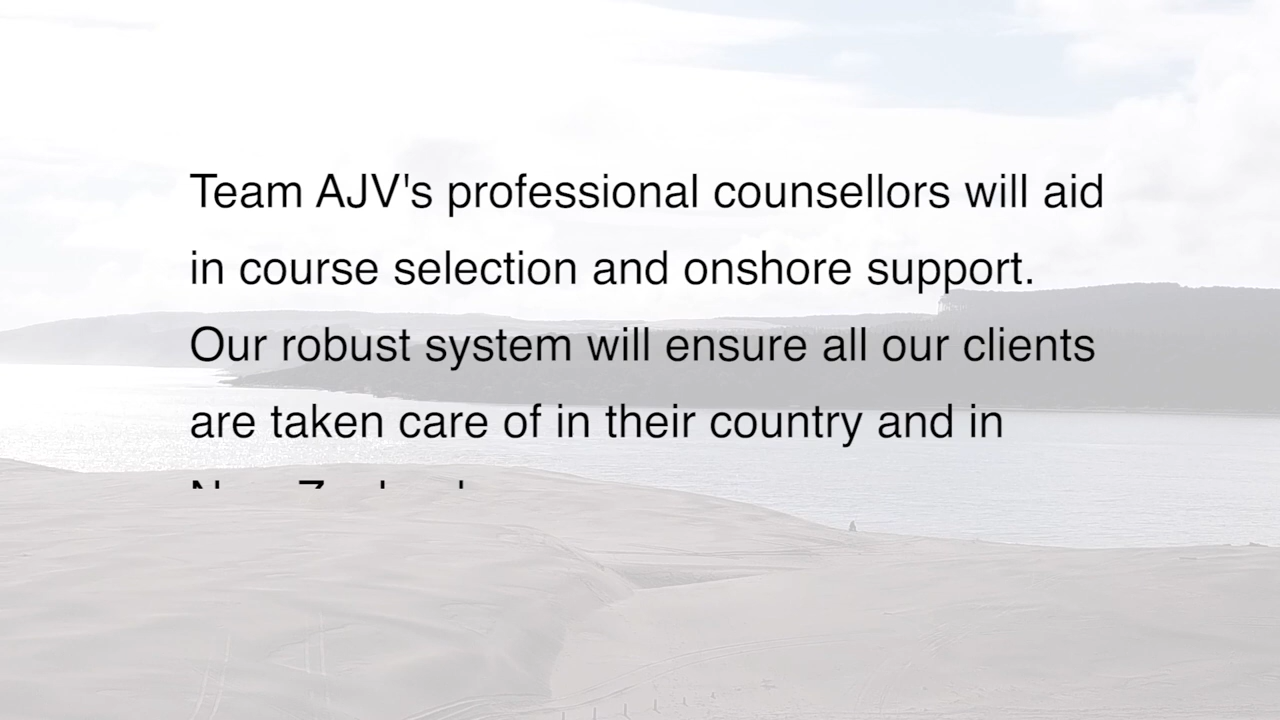 Team AJV's professional counsellors will aid
in course selection and onshore support.
Our robust system will ensure all our clients
are taken care of in their country and in